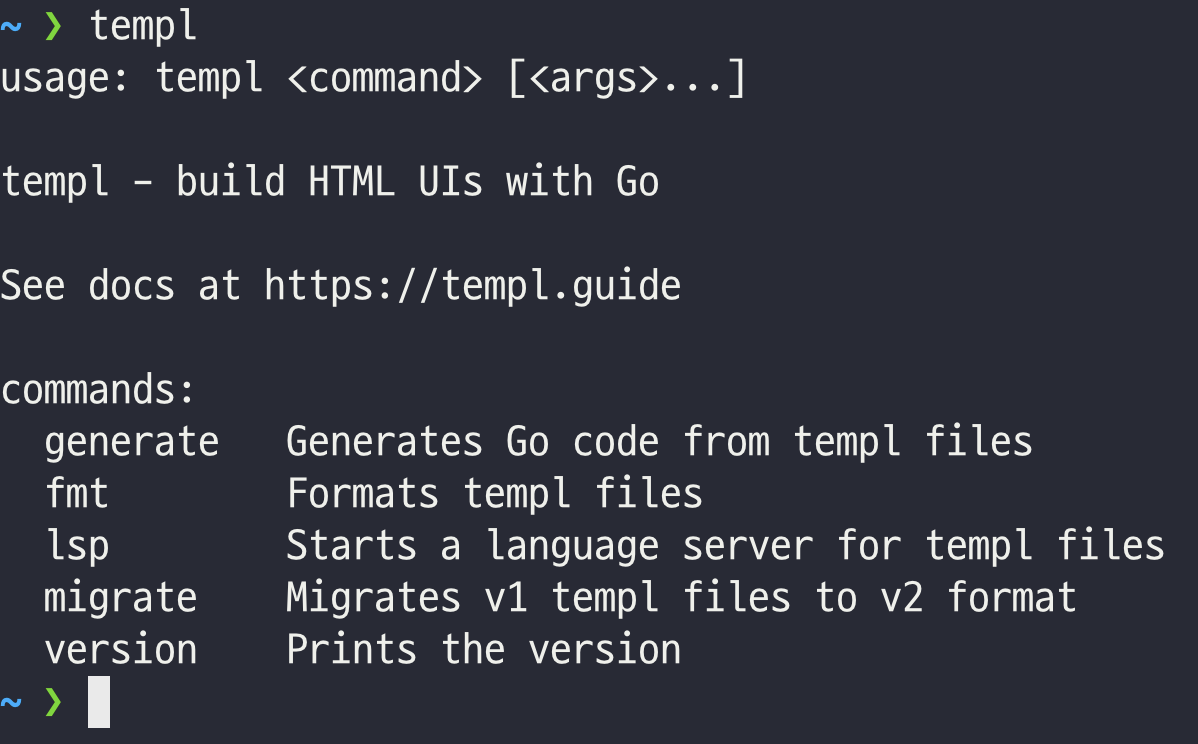 ~ ❯ templ
usage: templ <command> [<args>...]
templ - build HTML UIs with Go
See docs at https://templ.guide
commands:
  generate   Generates Go code from templ files
  fmt        Formats templ files
  lsp        Starts a language server for templ files
  migrate    Migrates v1 templ files to v2 format
  version    Prints the version
~ ❯